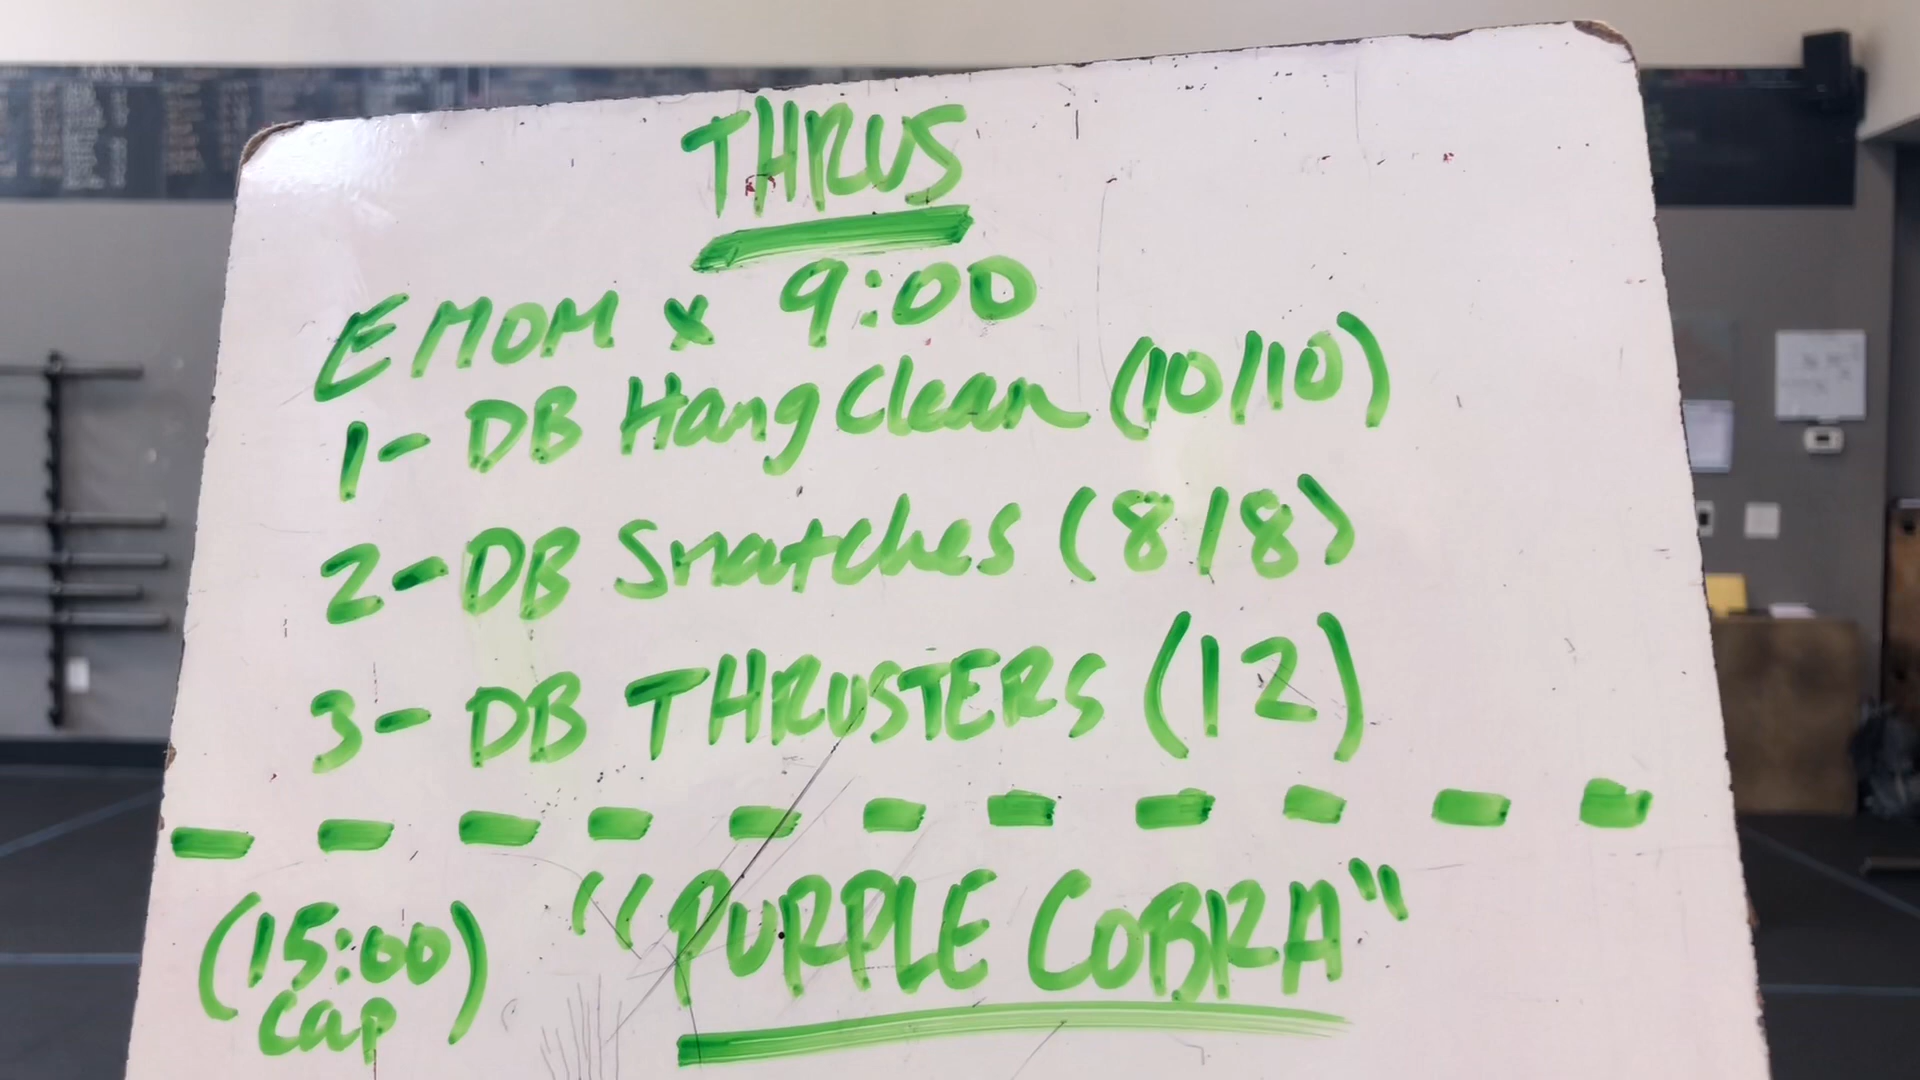 THRUS
EMOM x 9:00
1- DB Hang Clean (10/10)
2- DB Snatches (8/8)
3- DB THRUSTERS (12)
(15:00) "PURPLE COBRA"
Cap